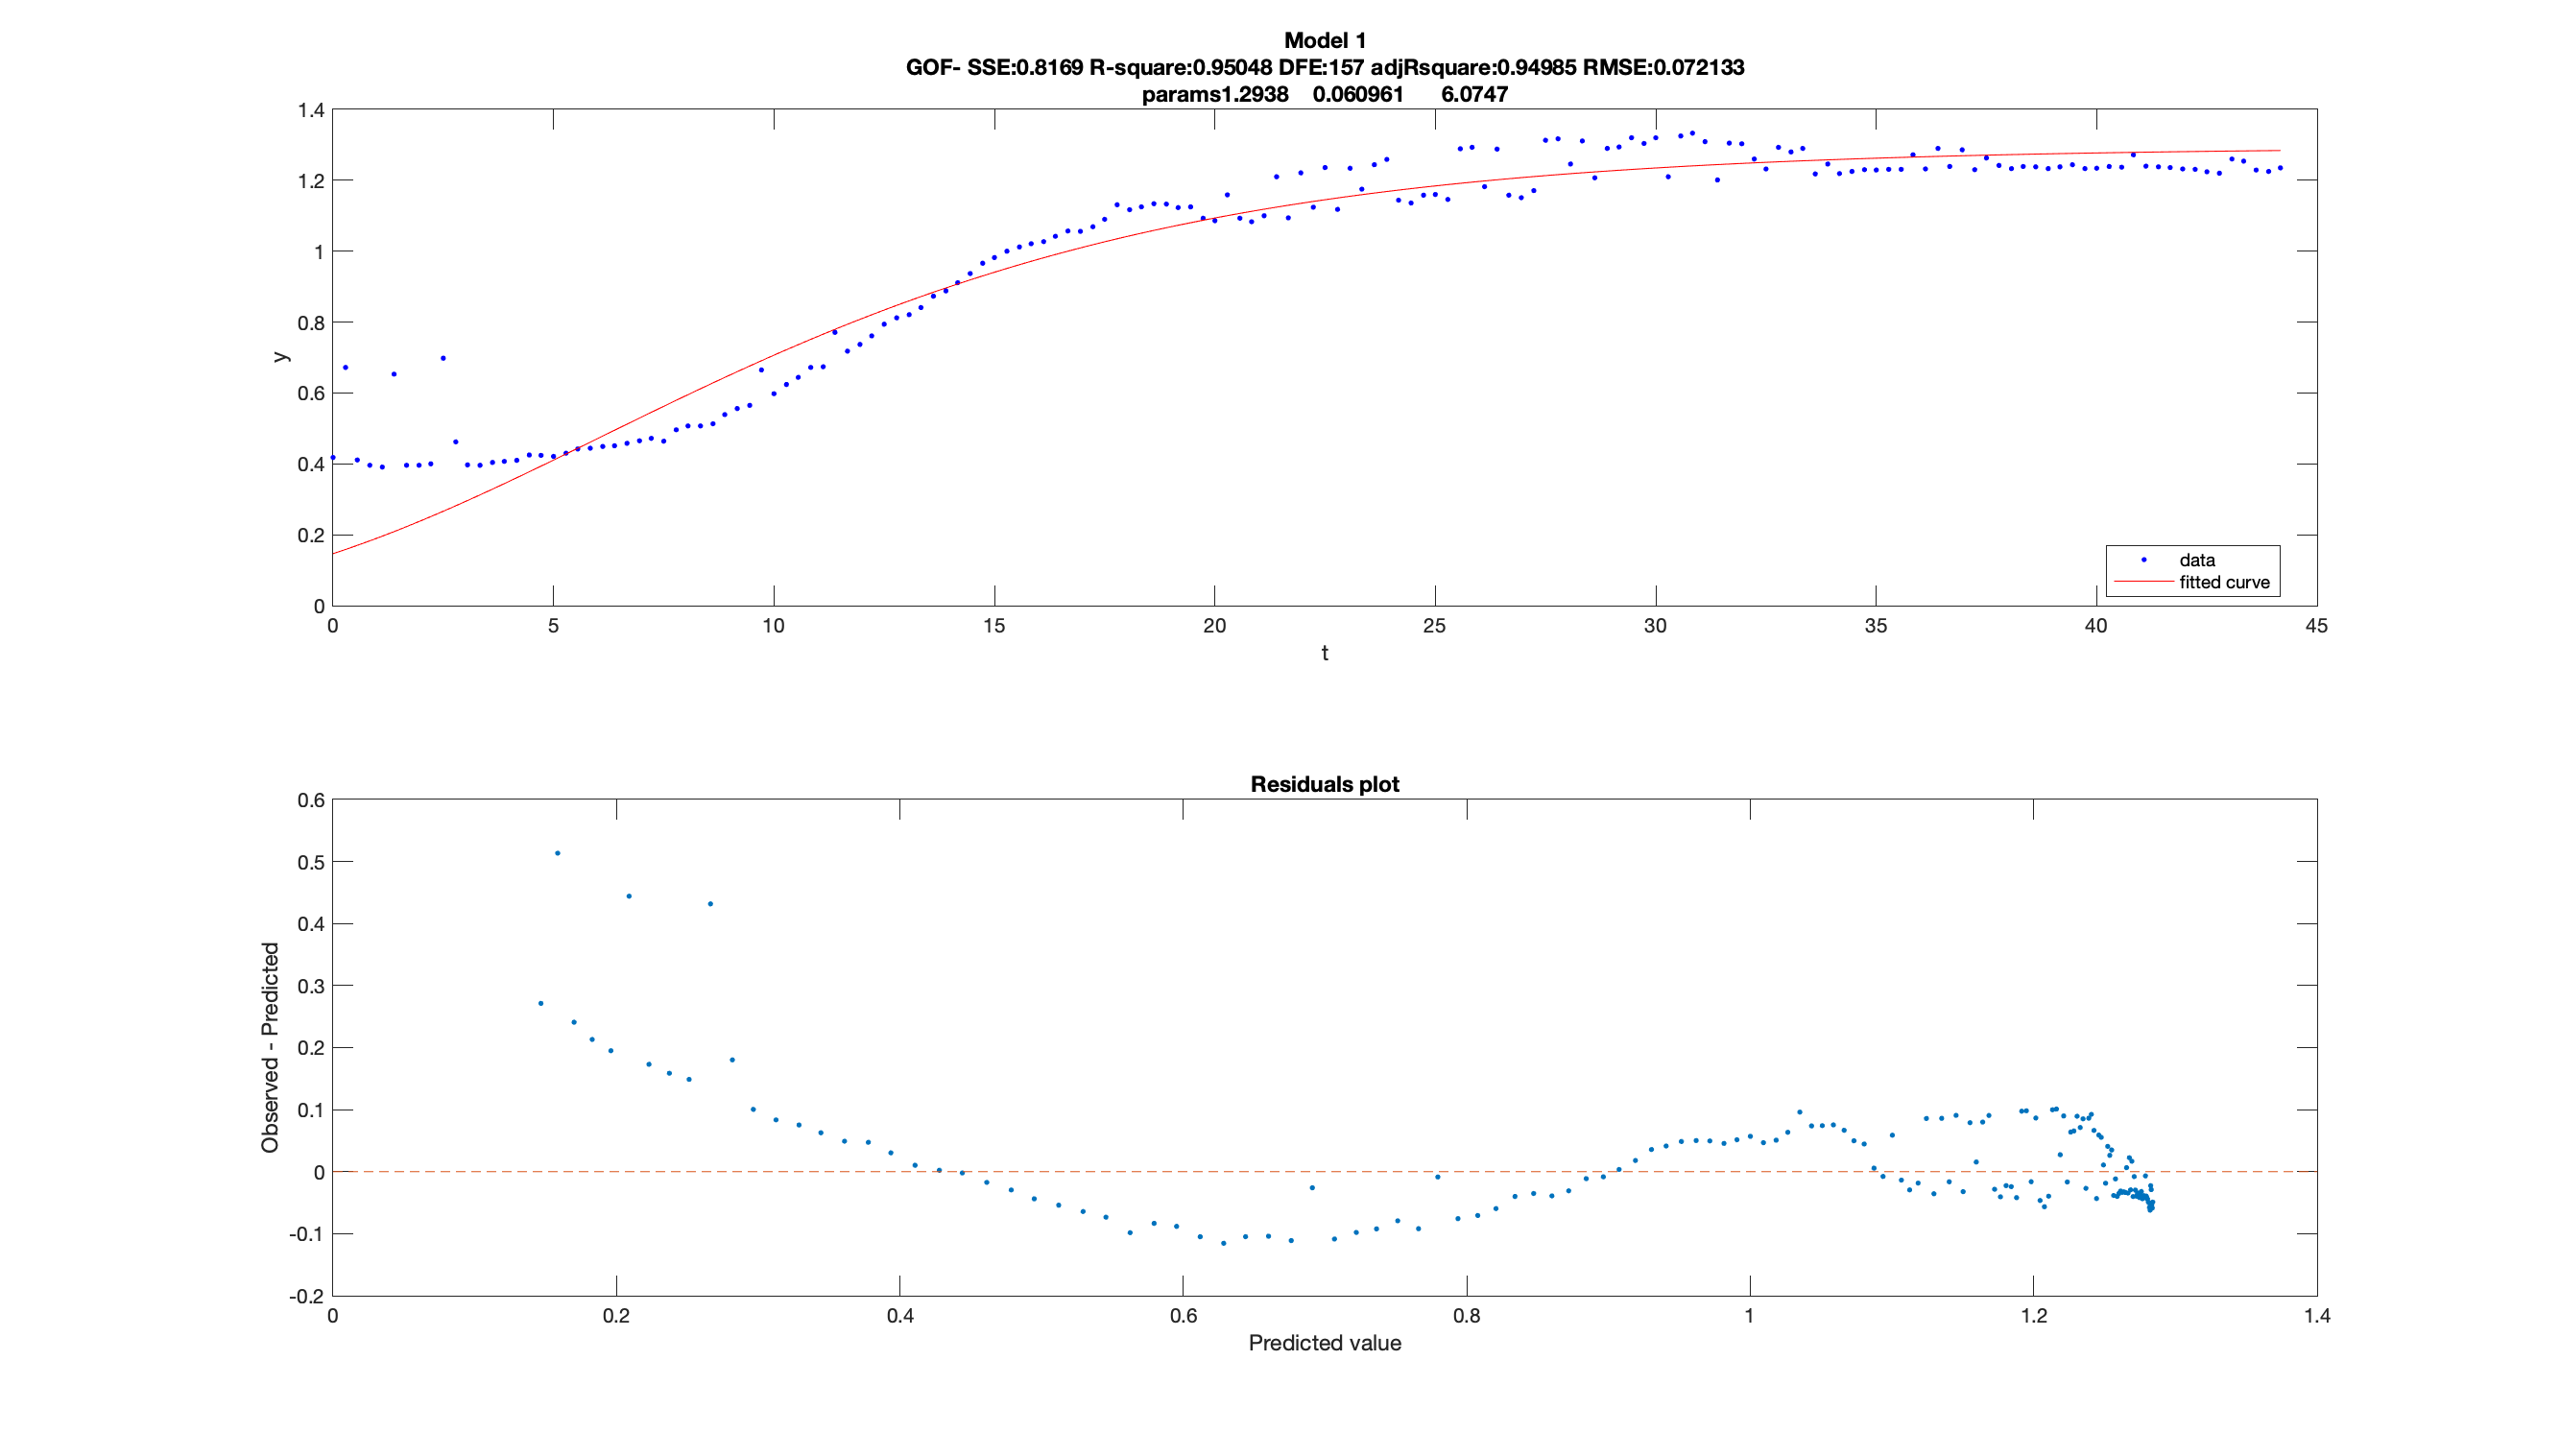 Model 1
GOF- SSE:0.8169 R-square:0.95048 DFE:157 adjRsquare:0.94985 RMSE:0.072133
params1.2938 0.060961 6.0747
1.4
1.2
1
0.8
0.6
0.4
0.2
0
y
0 5 10 15 20 25 30 35 40 45
t
data
fitted curve
Residuals plot
0.6
0.5
0.4
0.3
0.2
0.1
0
-0.1
-0.2
Observed - Predicted
0 0.2 0.4 0.6 0.8 1 1.2 1.4
Predicted value